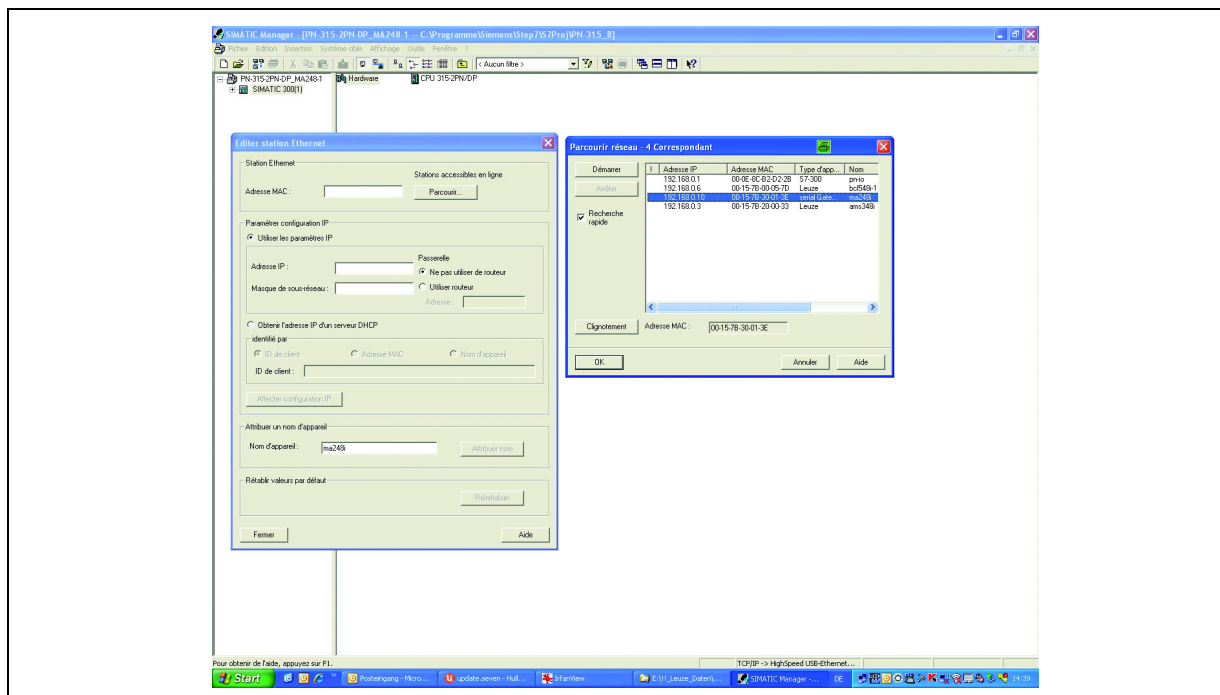 SIMATIC Manager - [PN-315-2PN-DP_MA248-1 -- C:\Programme\Siemens\Step7\S7Proj\PN-315_8]
Fichier Edition Insertion Système cible Affichage Outils Fenêtre ?
< Aucun filtre >
PN-315-2PN-DP_MA248-1
SIMATIC 300(1)
Hardware
CPU 315-2PN/DP
Editer station Ethernet
Station Ethernet
Stations accessibles en ligne
Adresse MAC :
Parcourir...
Paramétrer configuration IP
Utiliser les paramètres IP
Passerelle
Adresse IP :
Ne pas utiliser de routeur
Masque de sous-réseau :
Utiliser routeur
Adresse :
Obtenir l'adresse IP d'un serveur DHCP
identifié par
ID de client
Adresse MAC
Nom d'appareil
ID de client :
Affecter configuration IP
Attribuer un nom d'appareil
Nom d'appareil :
ma248i
Attribuer nom
Rétablir valeurs par défaut
Réinitialiser
Fermer
Aide
Parcourir réseau - 4 Correspondant
Démarrer
Arrêter
Recherche rapide
! Adresse IP Adresse MAC Type d'app... Nom
192.168.0.1 00-0E-8C-B2-D2-2B S7-300 pn-io
192.168.0.6 00-15-7B-00-05-7D Leuze bcl548i-1
192.168.0.10 00-15-7B-30-01-3E serial Gate... ma248i
192.168.0.3 00-15-7B-20-00-33 Leuze ams348i
Clignotement
Adresse MAC :
00-15-7B-30-01-3E
OK
Annuler
Aide
Pour obtenir de l'aide, appuyez sur F1.
TCP/IP -> HighSpeed USB-Ethernet...
Start
Posteingang - Micro...
update.seven - Hull...
IrfanView
E:\!!_Leuze_Daten\...
SIMATIC Manager - ...
DE
14:39